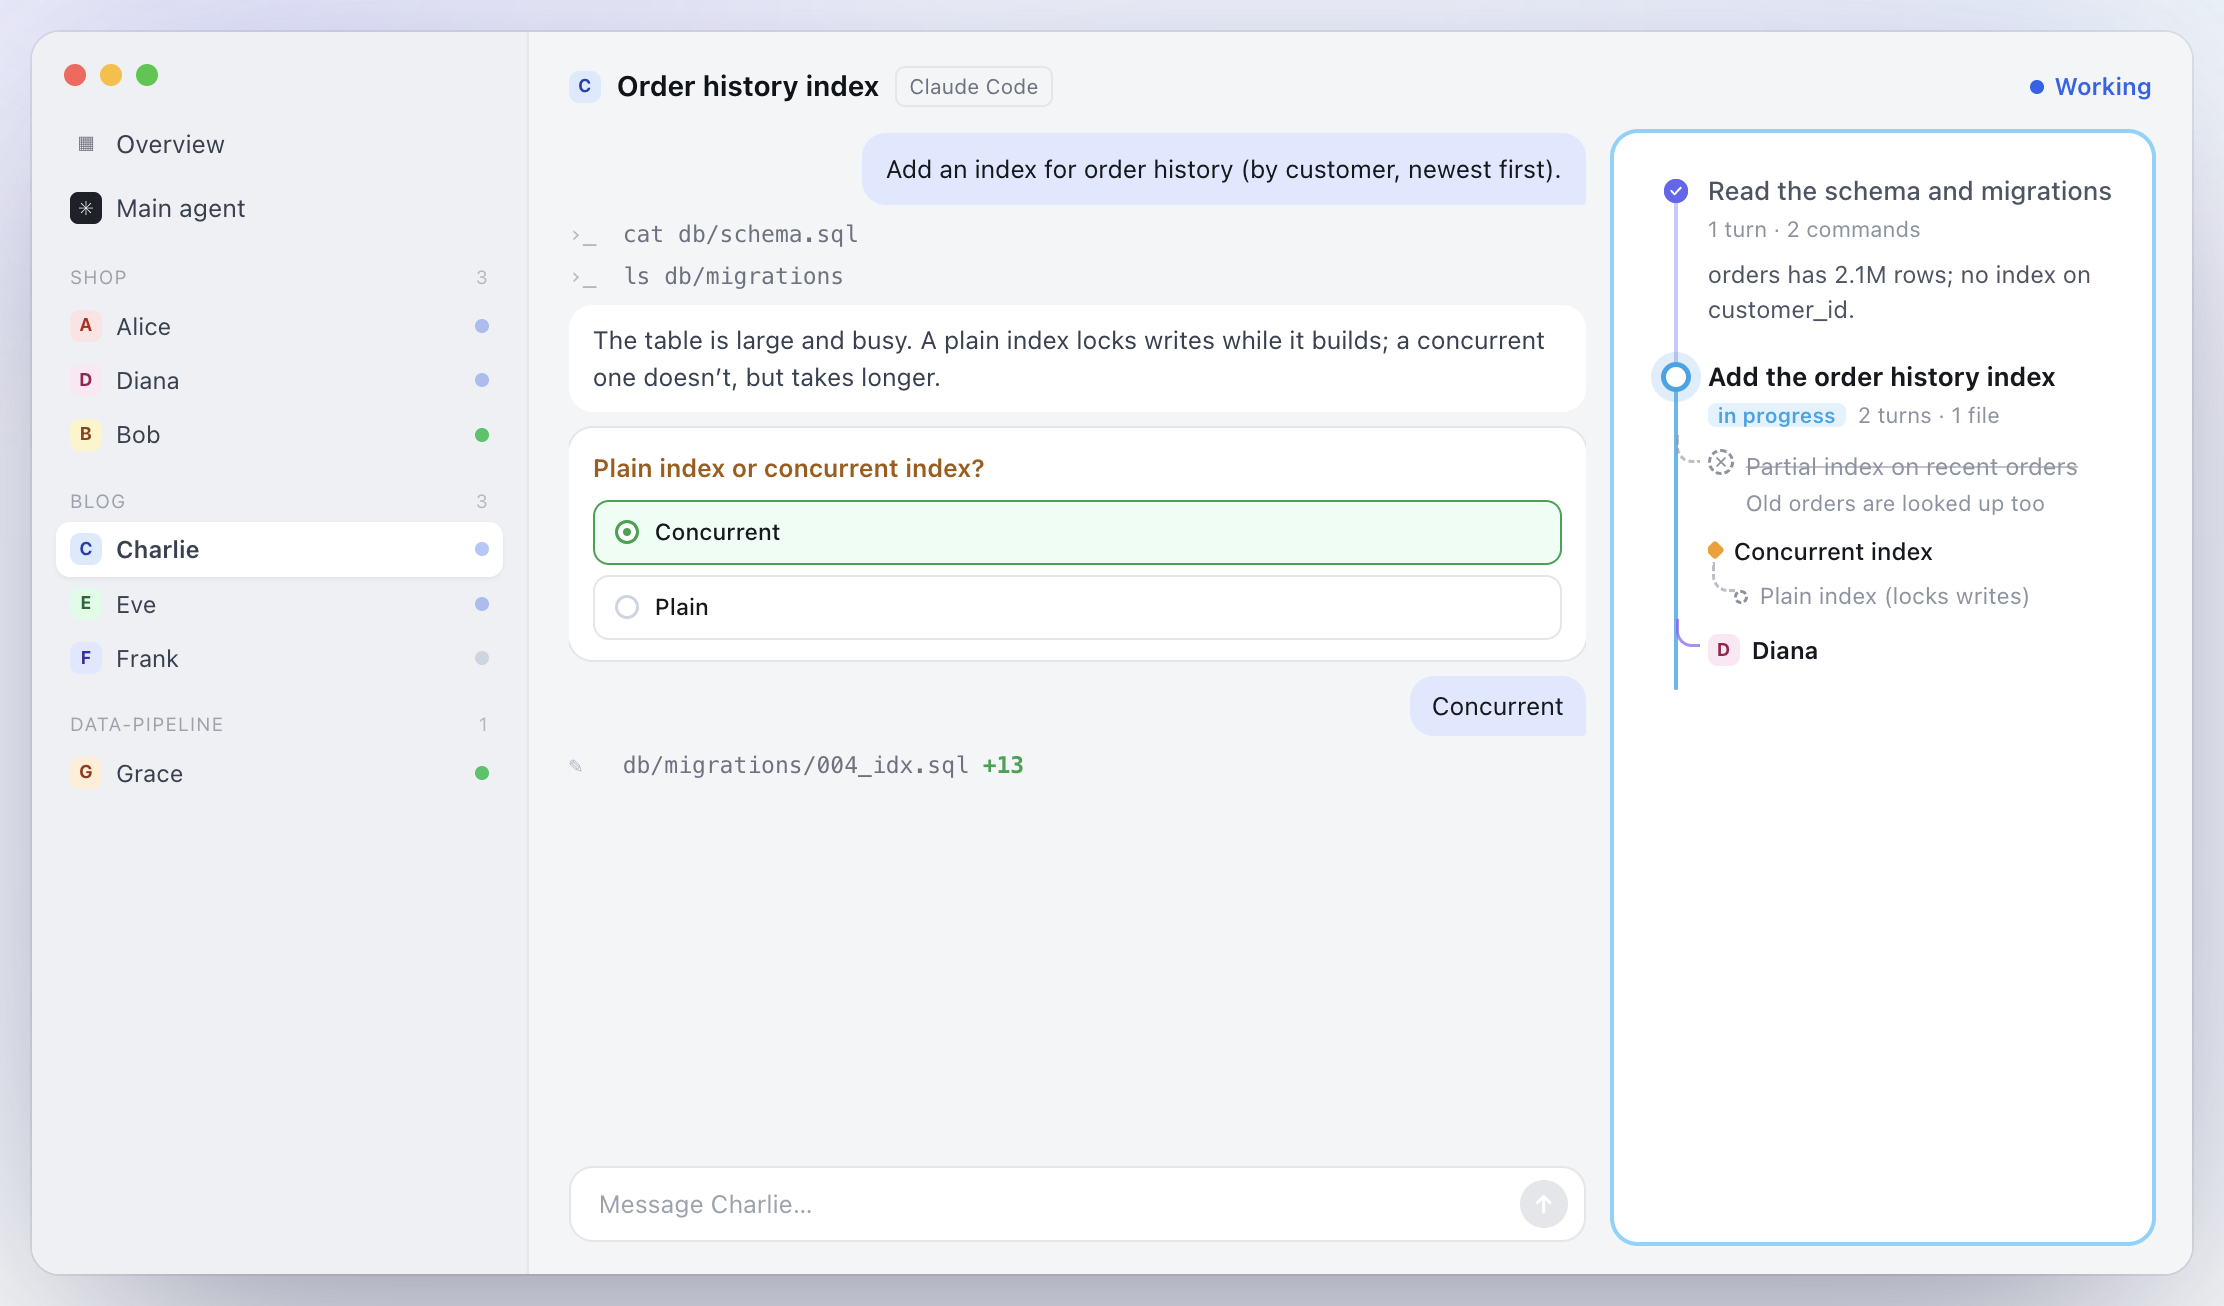 Overview
Main agent
SHOP 3
A Alice
D Diana
B Bob
BLOG 3
C Charlie
E Eve
F Frank
DATA-PIPELINE 1
G Grace
C Order history index Claude Code
Working
Add an index for order history (by customer, newest first).
›_ cat db/schema.sql
›_ ls db/migrations
The table is large and busy. A plain index locks writes while it builds; a concurrent
one doesn’t, but takes longer.
Plain index or concurrent index?
Concurrent
Plain
Concurrent
db/migrations/004_idx.sql +13
Message Charlie…
Read the schema and migrations
1 turn · 2 commands
orders has 2.1M rows; no index on
customer_id.
Add the order history index
in progress 2 turns · 1 file
Partial index on recent orders
Old orders are looked up too
Concurrent index
Plain index (locks writes)
D Diana